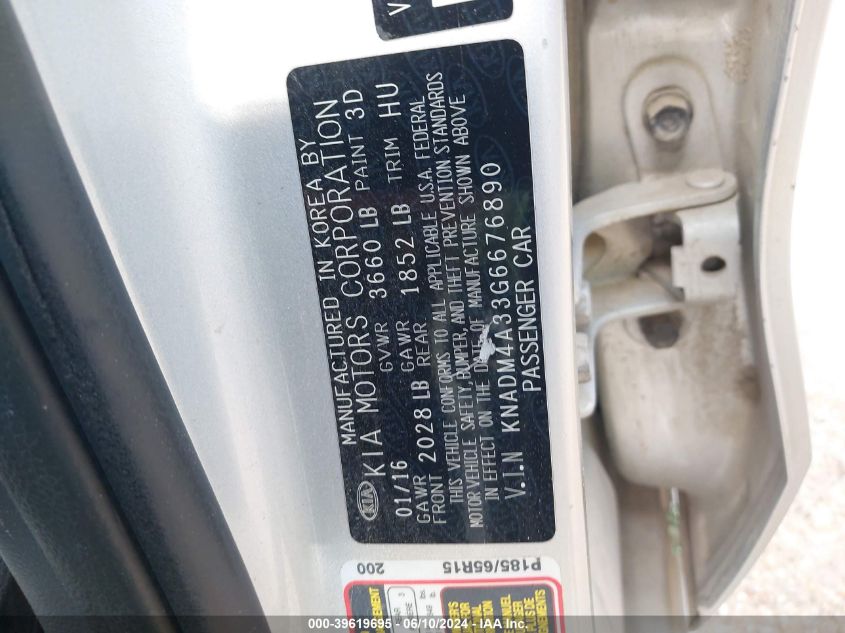 MANUFACTURED IN KOREA BY
KIA KIA MOTORS CORPORATION
01/16 GVWR 3660 LB PAINT 3D
GAWR FRONT 2028 LB GAWR REAR 1852 LB TRIM HU
THIS VEHICLE CONFORMS TO ALL APPLICABLE U.S.A. FEDERAL
MOTOR VEHICLE SAFETY, BUMPER, AND THEFT PREVENTION STANDARDS
IN EFFECT ON THE DATE OF MANUFACTURE SHOWN ABOVE
V.I.N KNADM4A33G6676890
PASSENGER CAR
200
P185/65R15
000-39619695 - 06/10/2024 - IAAI.com